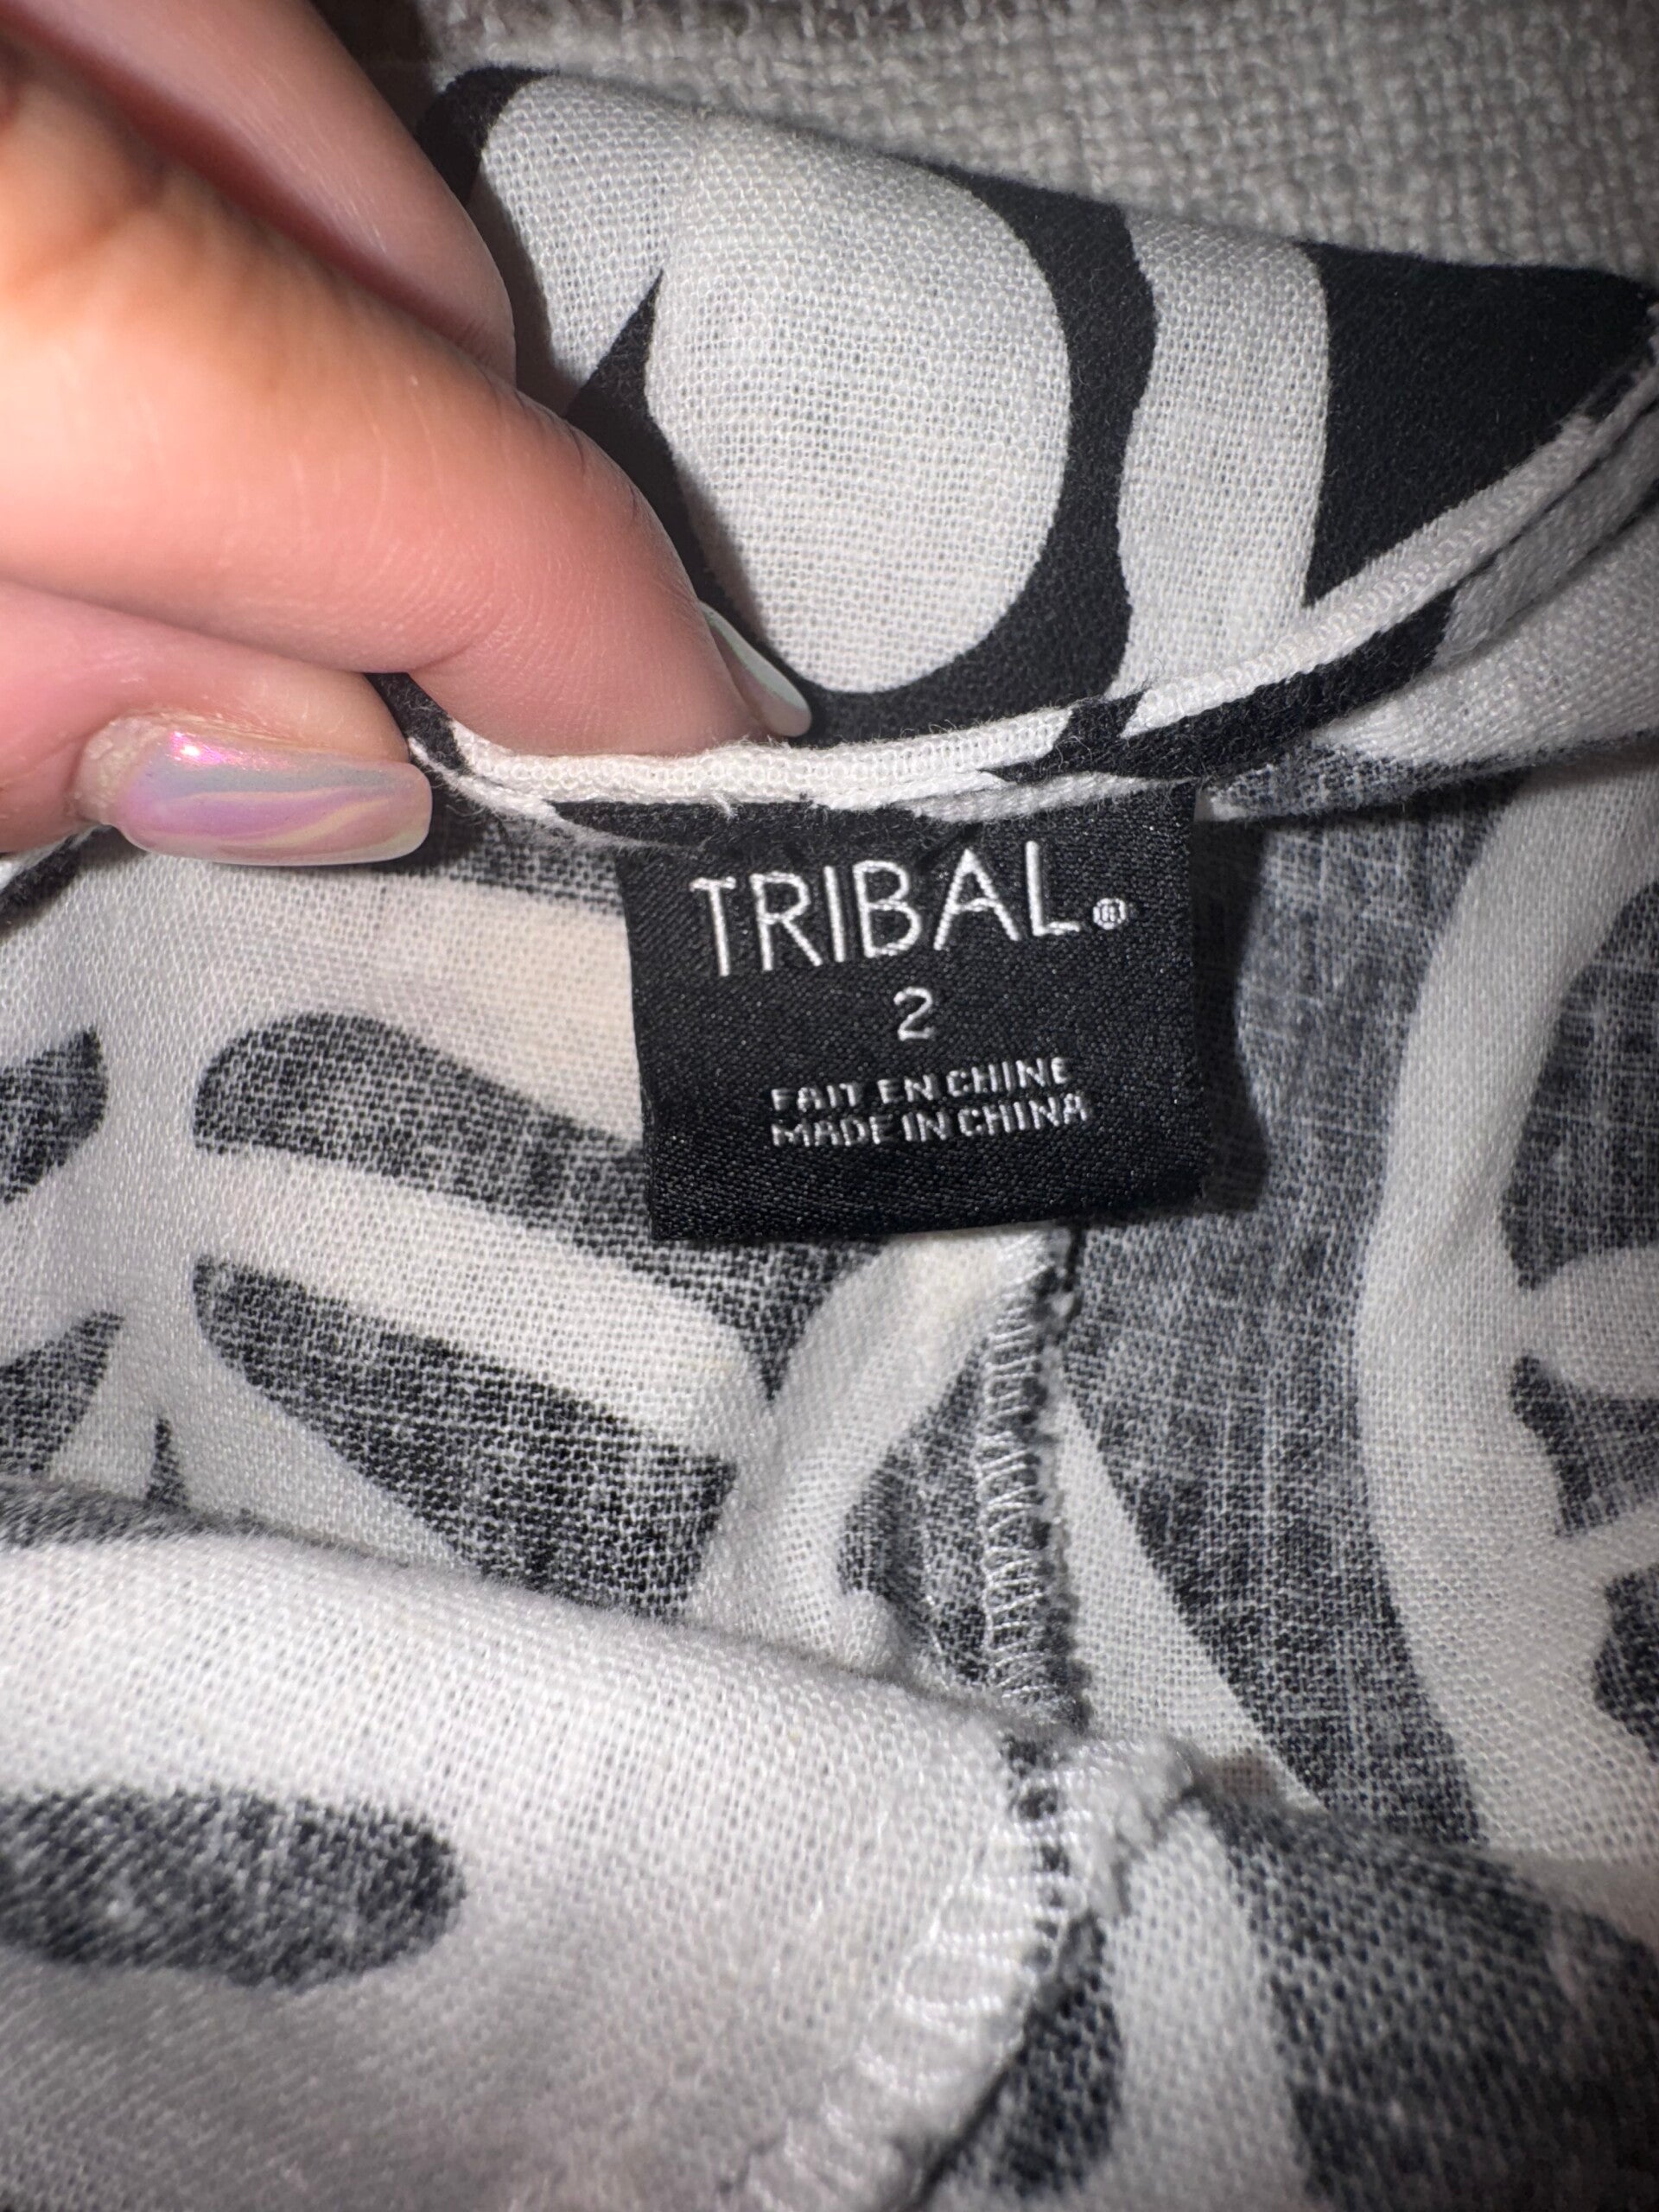 TRIBAL®
2
FAIT EN CHINE
MADE IN CHINA